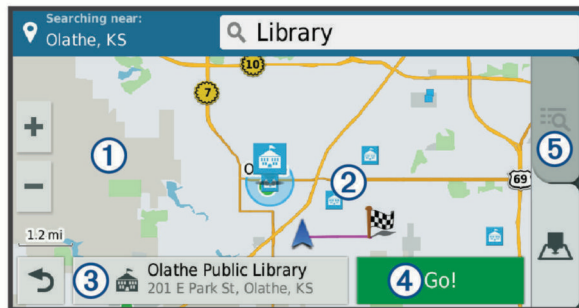 Searching near:
Olathe, KS
Library
10
7
5
+
1
O
2
69
−
1.2 mi
3
Olathe Public Library
201 E Park St, Olathe, KS
4 Go!